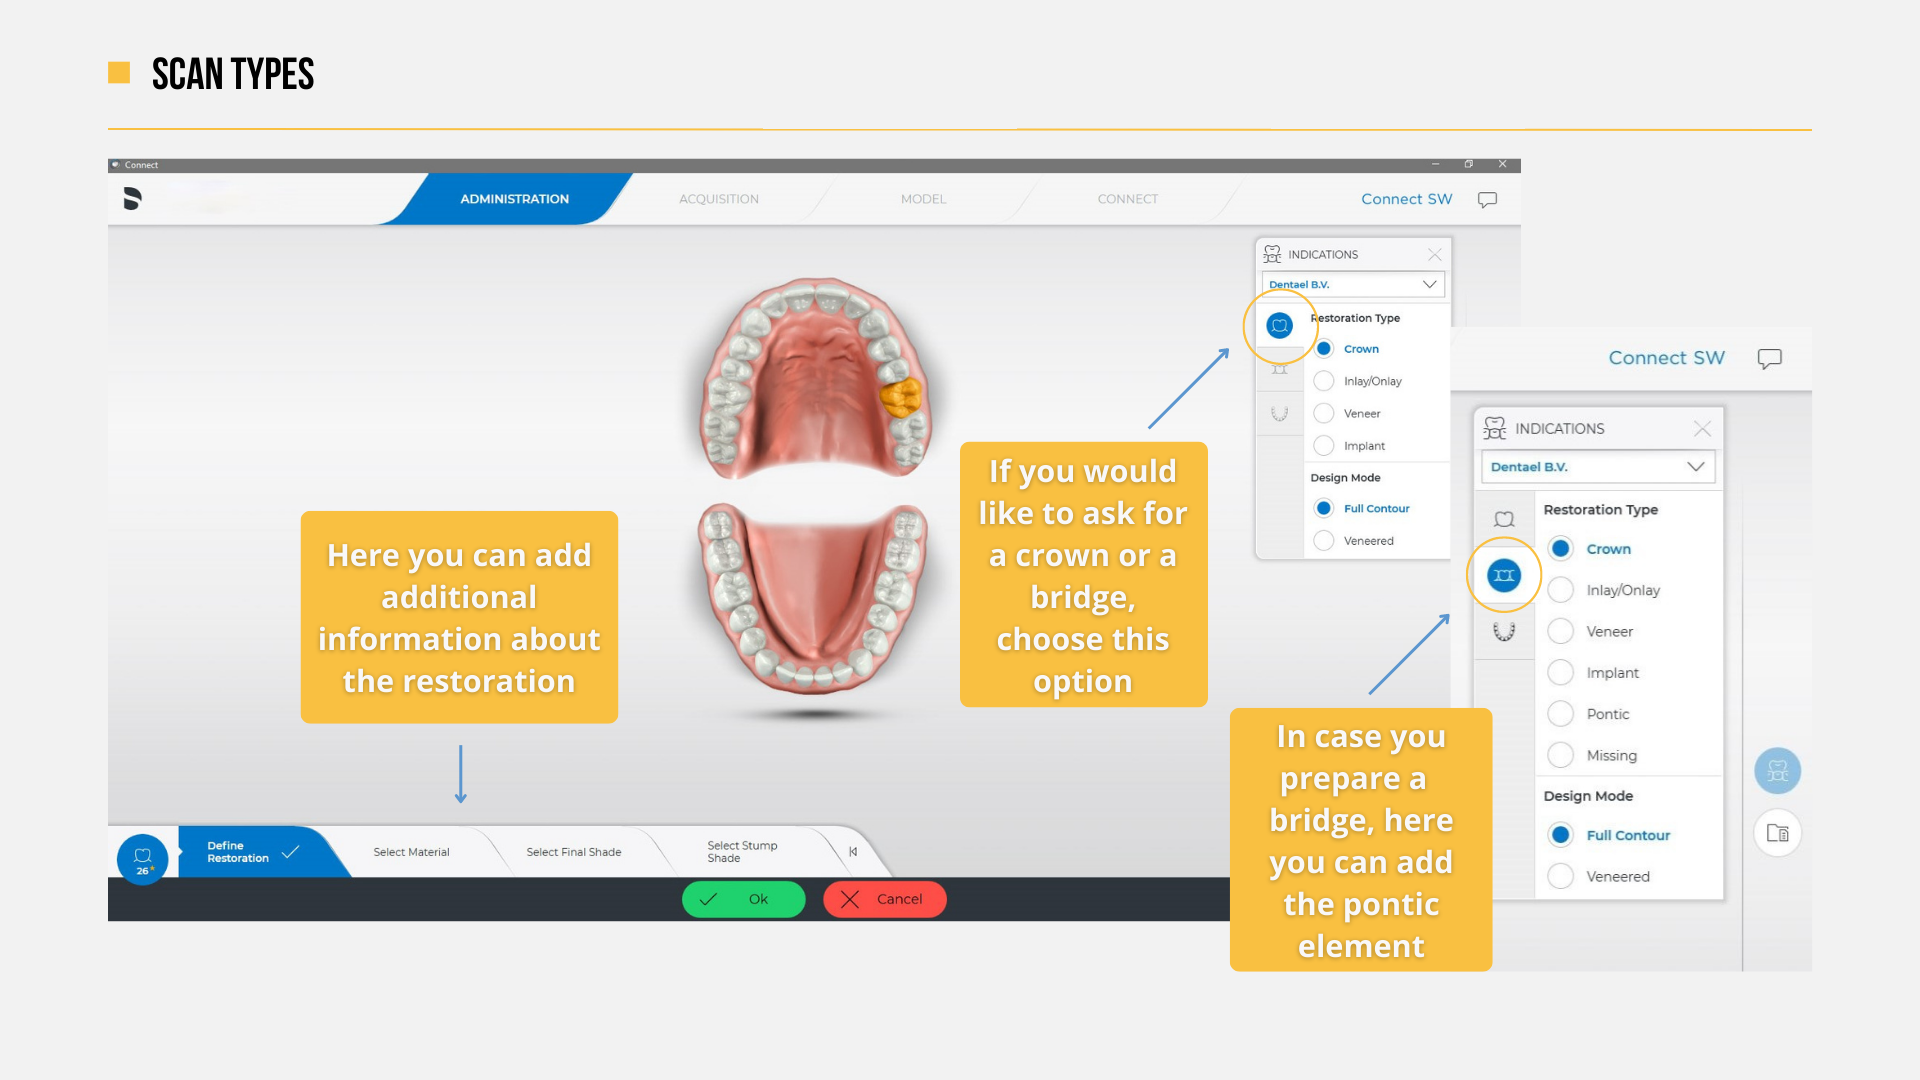 SCAN TYPES
Connect
ADMINISTRATION
ACQUISITION
MODEL
CONNECT
Connect SW
INDICATIONS
Dentael B.V.
Restoration Type
Crown
Inlay/Onlay
Veneer
Implant
Design Mode
Full Contour
Veneered
Connect SW
INDICATIONS
Dentael B.V.
Restoration Type
Crown
Inlay/Onlay
Veneer
Implant
Pontic
Missing
Design Mode
Full Contour
Veneered
If you would
like to ask for
a crown or a
bridge,
choose this
option
Here you can add
additional
information about
the restoration
In case you
prepare a
bridge, here
you can add
the pontic
element
26*
Define
Restoration
Select Material
Select Final Shade
Select Stump
Shade
Ok
Cancel